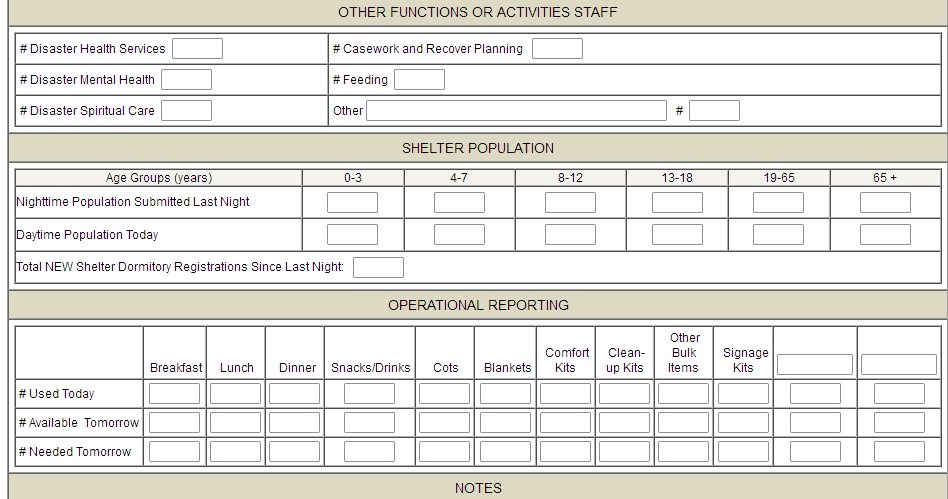 OTHER FUNCTIONS OR ACTIVITIES STAFF
# Disaster Health Services # Casework and Recover Planning
# Disaster Mental Health # Feeding
# Disaster Spiritual Care Other #
SHELTER POPULATION
Age Groups (years) 0-3 4-7 8-12 13-18 19-65 65 +
Nighttime Population Submitted Last Night
Daytime Population Today
Total NEW Shelter Dormitory Registrations Since Last Night:
OPERATIONAL REPORTING
Breakfast Lunch Dinner Snacks/Drinks Cots Blankets Comfort Kits Clean-up Kits Other Bulk Items Signage Kits
# Used Today
# Available Tomorrow
# Needed Tomorrow
NOTES